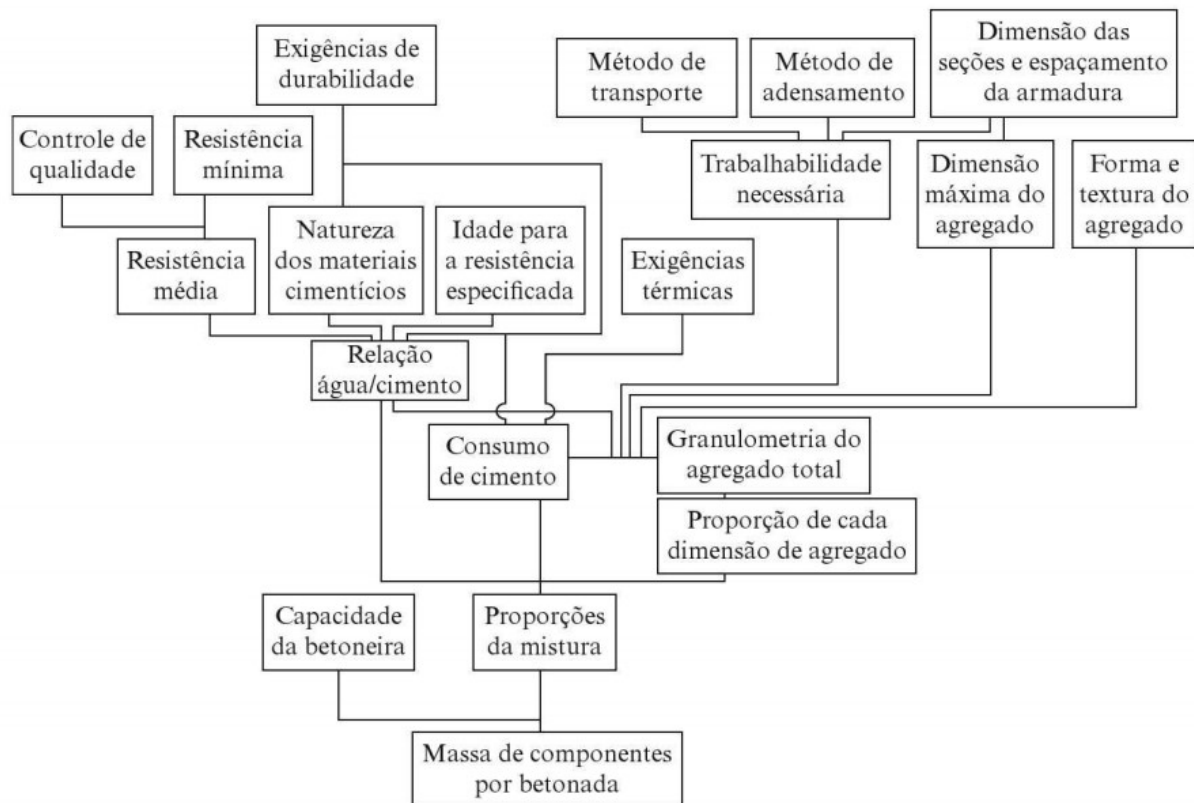 Exigências de
durabilidade
Método de
transporte
Método de
adensamento
Dimensão das
seções e espaçamento
da armadura
Controle de
qualidade
Resistência
mínima
Trabalhabilidade
necessária
Dimensão
máxima do
agregado
Forma e
textura do
agregado
Resistência
média
Natureza
dos materiais
cimentícios
Idade para
a resistência
especificada
Exigências
térmicas
Relação
água/cimento
Consumo
de cimento
Granulometria do
agregado total
Proporção de cada
dimensão de agregado
Capacidade
da betoneira
Proporções
da mistura
Massa de componentes
por betonada